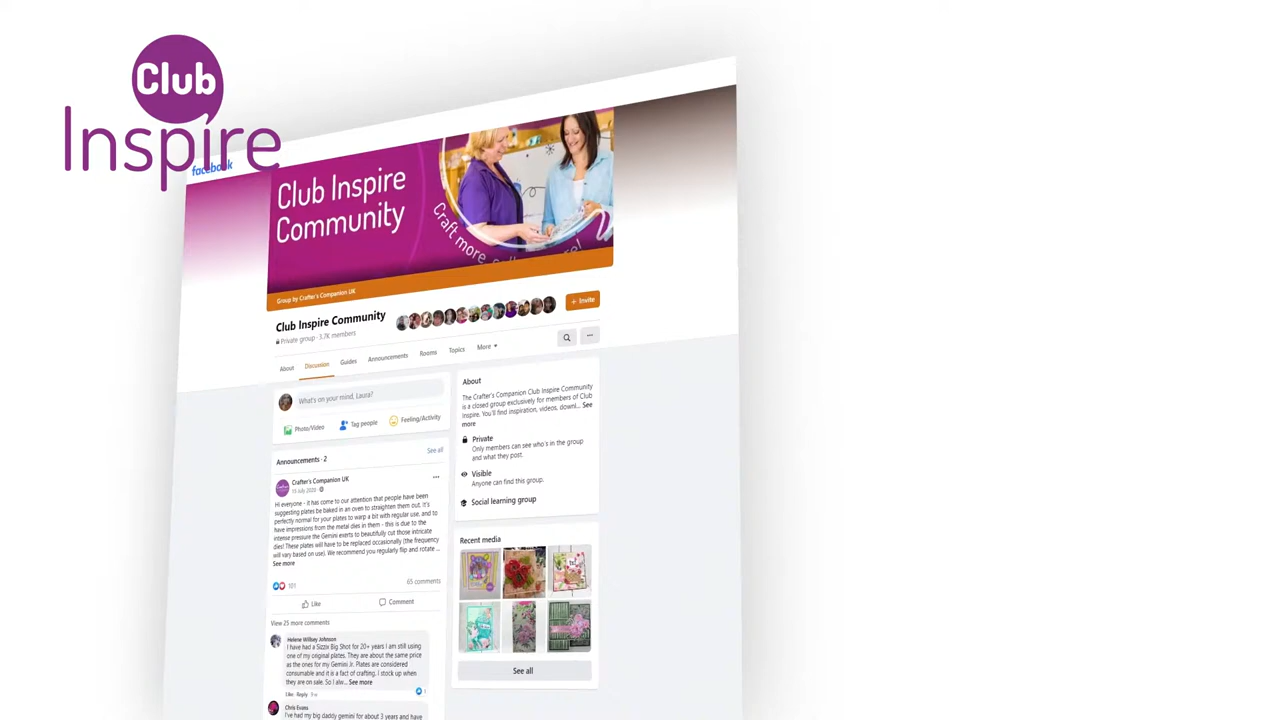 Club
Inspire
facebook
Club Inspire
Community
Craft more,
Group by Crafter's Companion UK
Club Inspire Community
Private group · 3.7K members
+ Invite
About
Discussion
Guides
Announcements
Rooms
Topics
More
What's on your mind, Laura?
Photo/Video
Tag people
Feeling/Activity
Announcements · 2
See all
Crafter's Companion UK
15 July 2020
Hi everyone - it has come to our attention that people have been
suggesting plates be baked in an oven to straighten them out. It's
perfectly normal for your plates to warp a bit with regular use, and to
have impressions from the metal dies in them - this is due to the
intense pressure the Gemini exerts to beautifully cut those intricate
dies! These plates will have to be replaced occasionally (the frequency
will vary based on use). We recommend you regularly flip and rotate ...
See more
101
65 comments
Like
Comment
View 25 more comments
Helene Wilsay Johnson
I have had a Sizzix Big Shot for 20+ years I am still using
one of my original plates. They are about the same price
as the ones for my Gemini Jr. Plates are considered
consumable and it is a fact of crafting. I stock up when
they are on sale. So I alw... See more
Like Reply
1
Chris Evans
I've had my big daddy gemini for about 3 years and have
About
The Crafter's Companion Club Inspire Community
is a closed group exclusively for members of Club
Inspire. You'll find inspiration, videos, downl... See
more
Private
Only members can see who's in the group
and what they post.
Visible
Anyone can find this group.
Social learning group
Recent media
See all